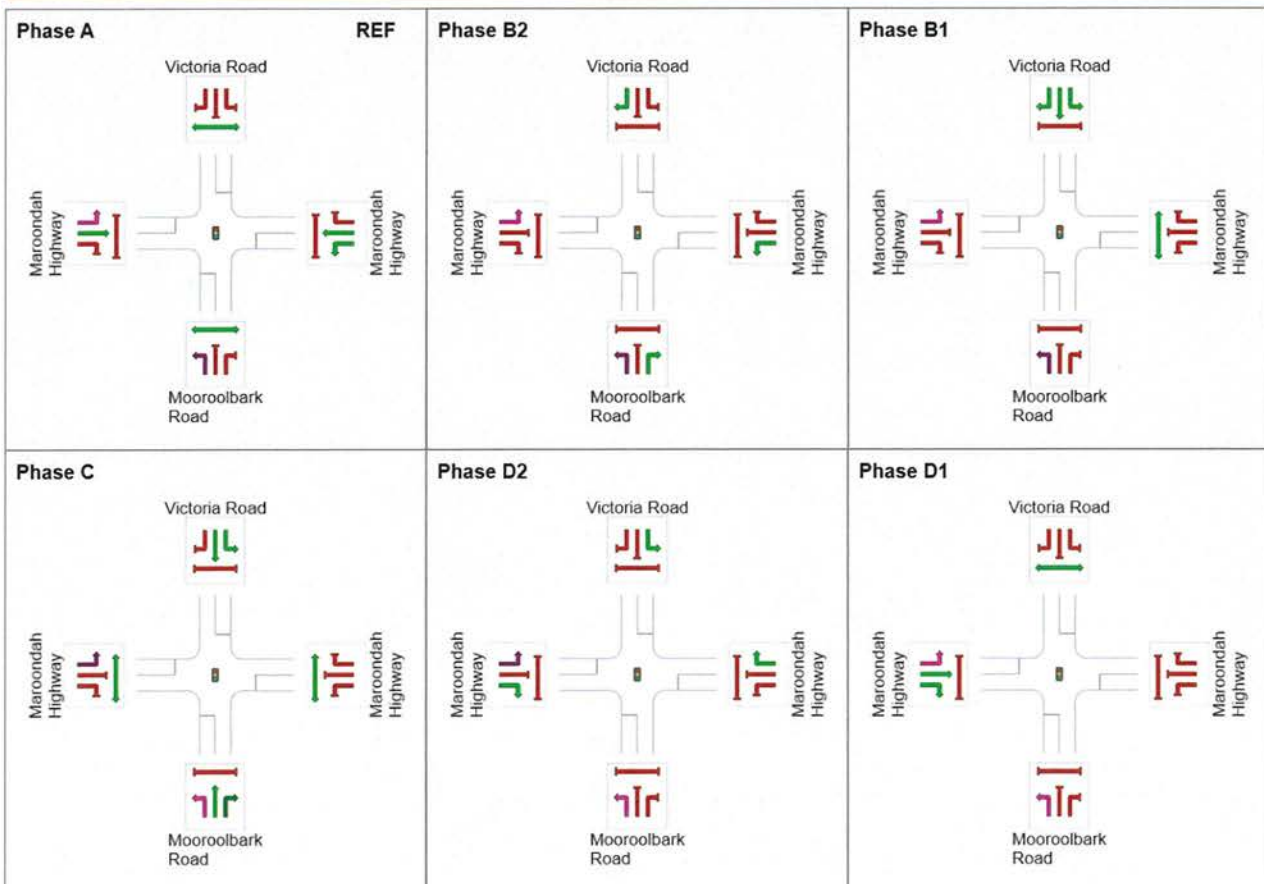 Phase A
REF
Victoria Road
Maroondah
Highway
Maroondah
Highway
Mooroolbark
Road
Phase B2
Victoria Road
Maroondah
Highway
Maroondah
Highway
Mooroolbark
Road
Phase B1
Victoria Road
Maroondah
Highway
Maroondah
Highway
Mooroolbark
Road
Phase C
Victoria Road
Maroondah
Highway
Maroondah
Highway
Mooroolbark
Road
Phase D2
Victoria Road
Maroondah
Highway
Maroondah
Highway
Mooroolbark
Road
Phase D1
Victoria Road
Maroondah
Highway
Maroondah
Highway
Mooroolbark
Road